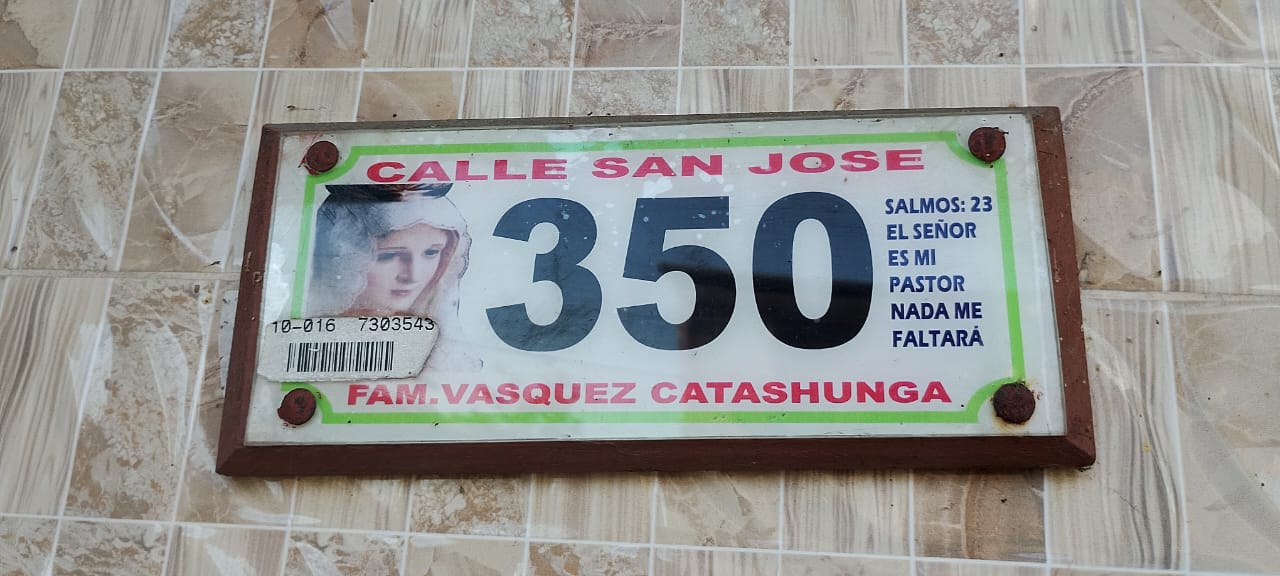 CALLE SAN JOSE
350
SALMOS: 23
EL SEÑOR
ES MI
PASTOR
NADA ME
FALTARÁ
10-016 7303543
FAM.VASQUEZ CATASHUNGA